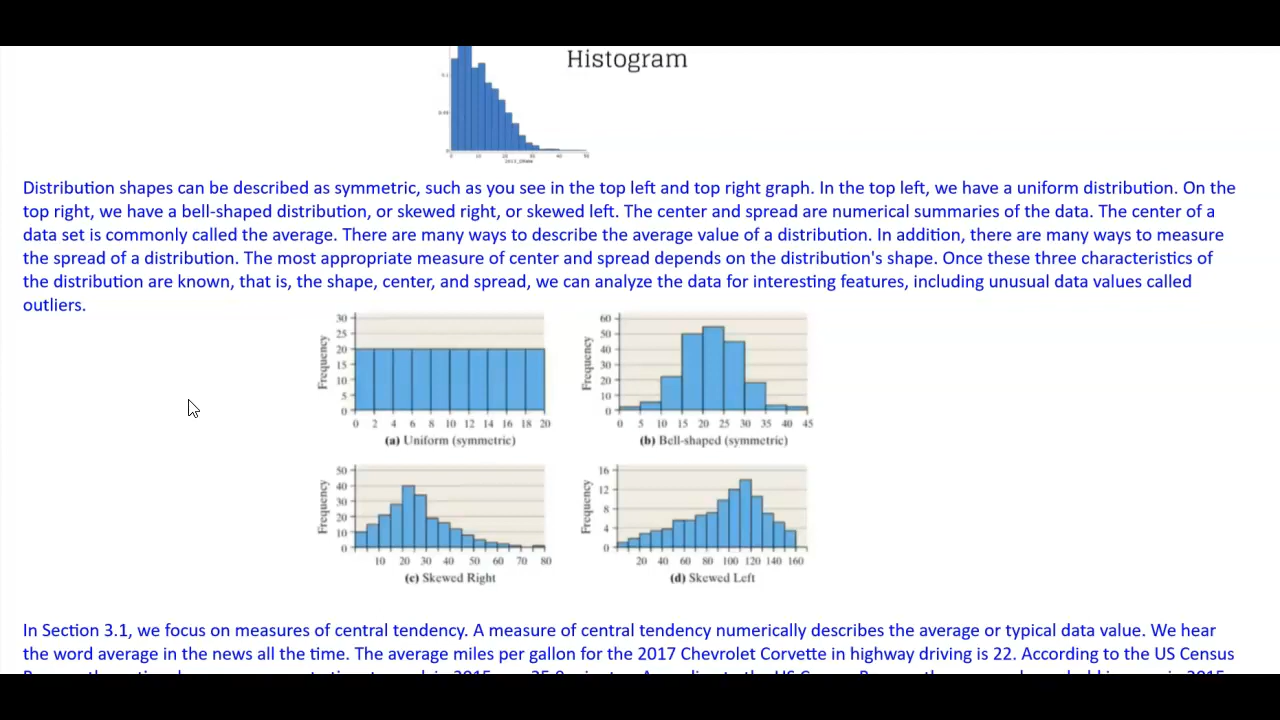 Histogram
0.1
0.05
0
0 10 20 30 40 50
Distribution shapes can be described as symmetric, such as you see in the top left and top right graph. In the top left, we have a uniform distribution. On the
top right, we have a bell-shaped distribution, or skewed right, or skewed left. The center and spread are numerical summaries of the data. The center of a
data set is commonly called the average. There are many ways to describe the average value of a distribution. In addition, there are many ways to measure
the spread of a distribution. The most appropriate measure of center and spread depends on the distribution's shape. Once these three characteristics of
the distribution are known, that is, the shape, center, and spread, we can analyze the data for interesting features, including unusual data values called
outliers.
Frequency
30
25
20
15
10
5
0
0 2 4 6 8 10 12 14 16 18 20
(a) Uniform (symmetric)
Frequency
60
50
40
30
20
10
0
0 5 10 15 20 25 30 35 40 45
(b) Bell-shaped (symmetric)
Frequency
50
40
30
20
10
0
10 20 30 40 50 60 70 80
(c) Skewed Right
Frequency
16
12
8
4
0
20 40 60 80 100 120 140 160
(d) Skewed Left
In Section 3.1, we focus on measures of central tendency. A measure of central tendency numerically describes the average or typical data value. We hear
the word average in the news all the time. The average miles per gallon for the 2017 Chevrolet Corvette in highway driving is 22. According to the US Census